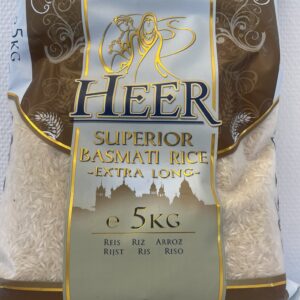 5KG
HEER
SUPERIOR
BASMATI RICE
-EXTRA LONG-
e 5KG
REIS RIZ ARROZ
RIJST RIS RISO